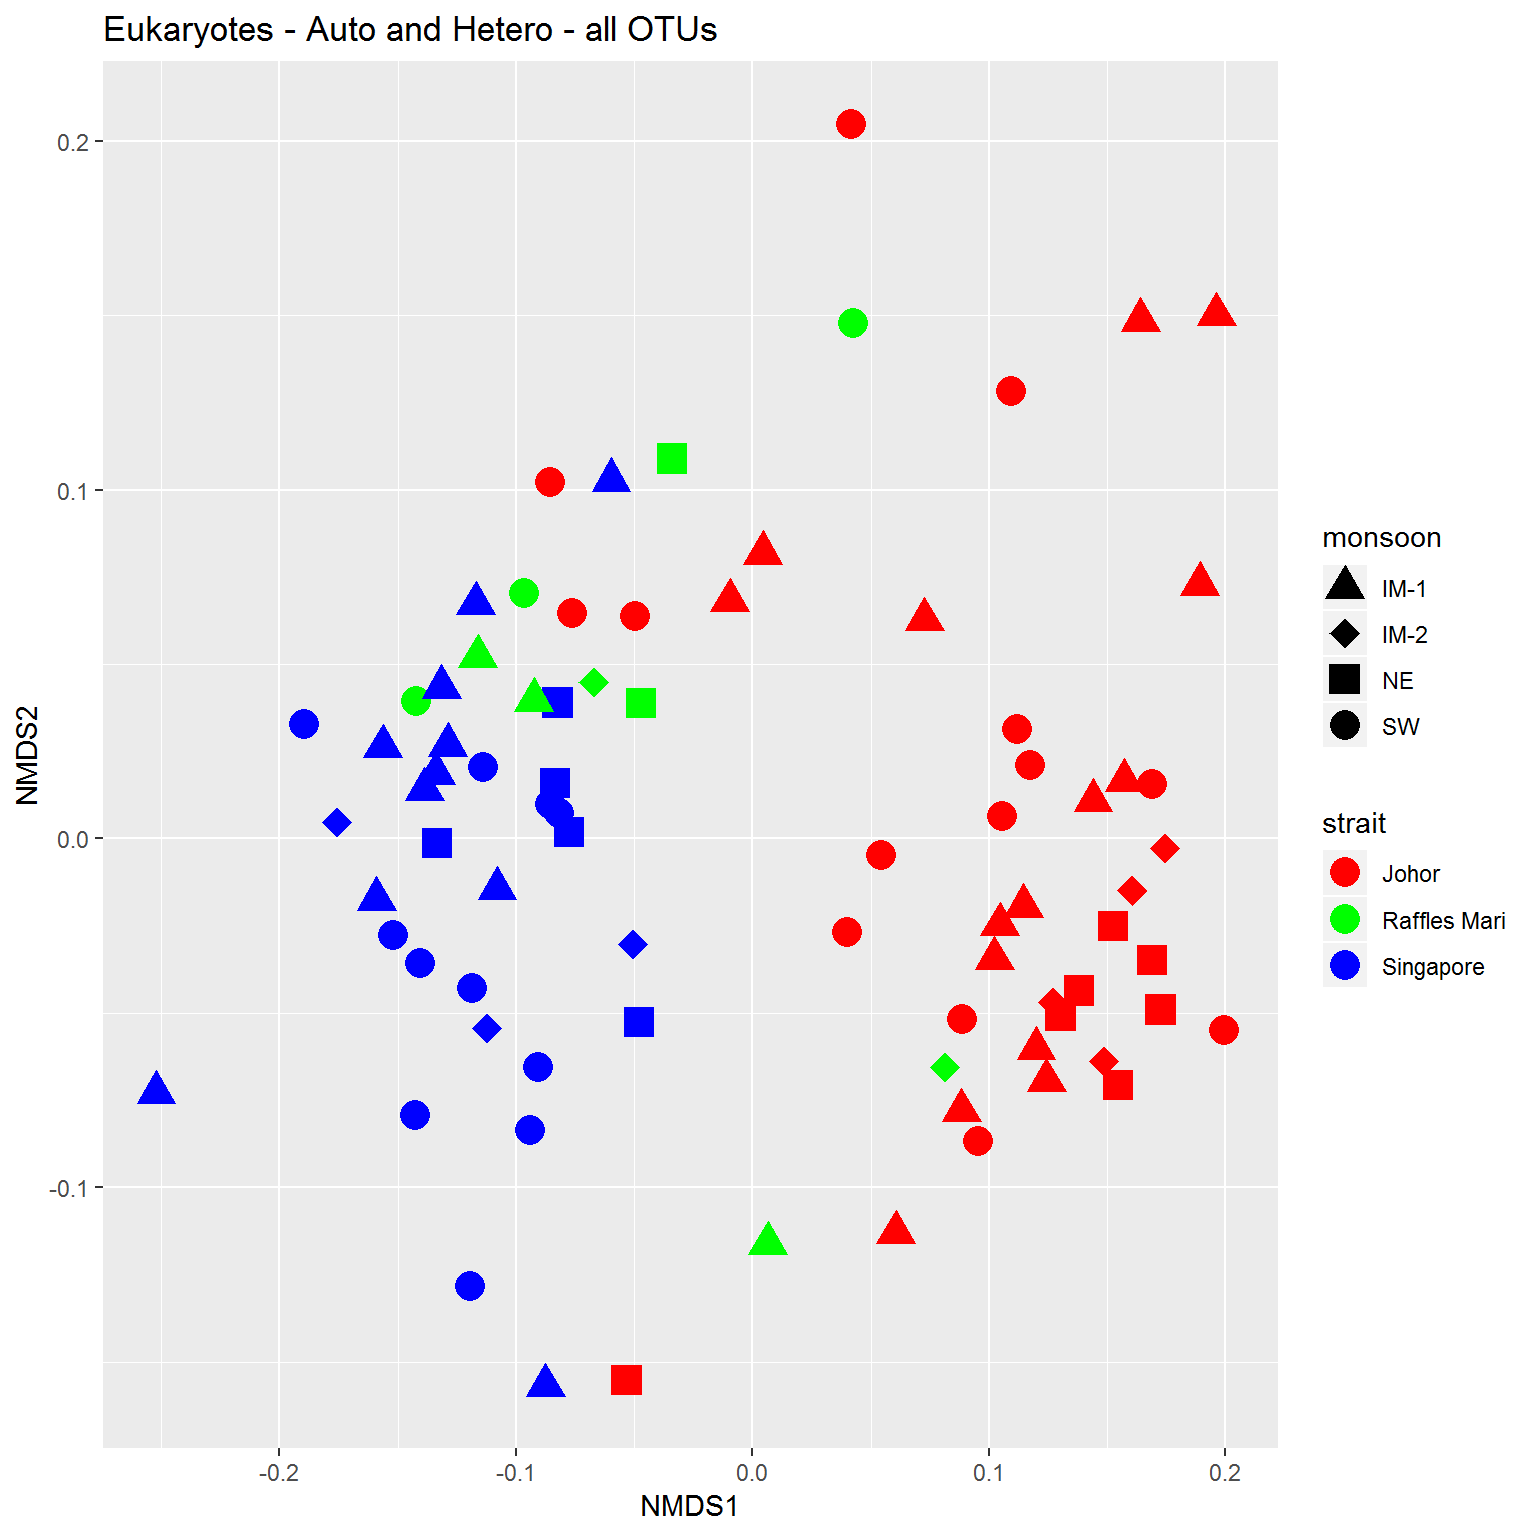 Eukaryotes - Auto and Hetero - all OTUs
0.2
0.1
0.0
-0.1
NMDS2
-0.2
-0.1
0.0
0.1
0.2
NMDS1
monsoon
IM-1
IM-2
NE
SW
strait
Johor
Raffles Mari
Singapore